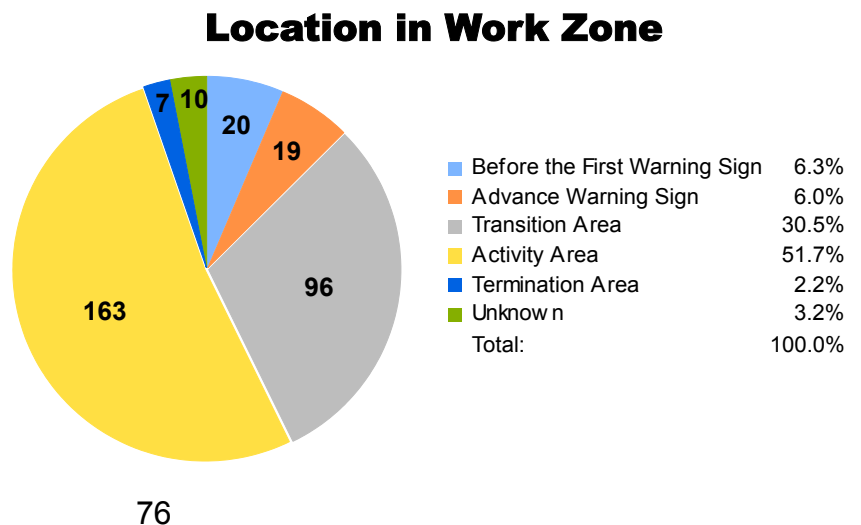 Location in Work Zone
7
10
20
19
96
163
Before the First Warning Sign 6.3%
Advance Warning Sign 6.0%
Transition Area 30.5%
Activity Area 51.7%
Termination Area 2.2%
Unknown 3.2%
Total: 100.0%
76